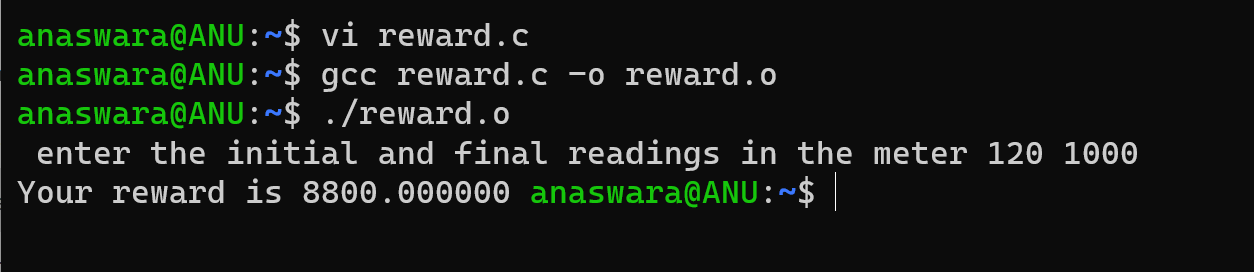 anaswara@ANU:~$ vi reward.c
anaswara@ANU:~$ gcc reward.c -o reward.o
anaswara@ANU:~$ ./reward.o
 enter the initial and final readings in the meter 120 1000
Your reward is 8800.000000 anaswara@ANU:~$